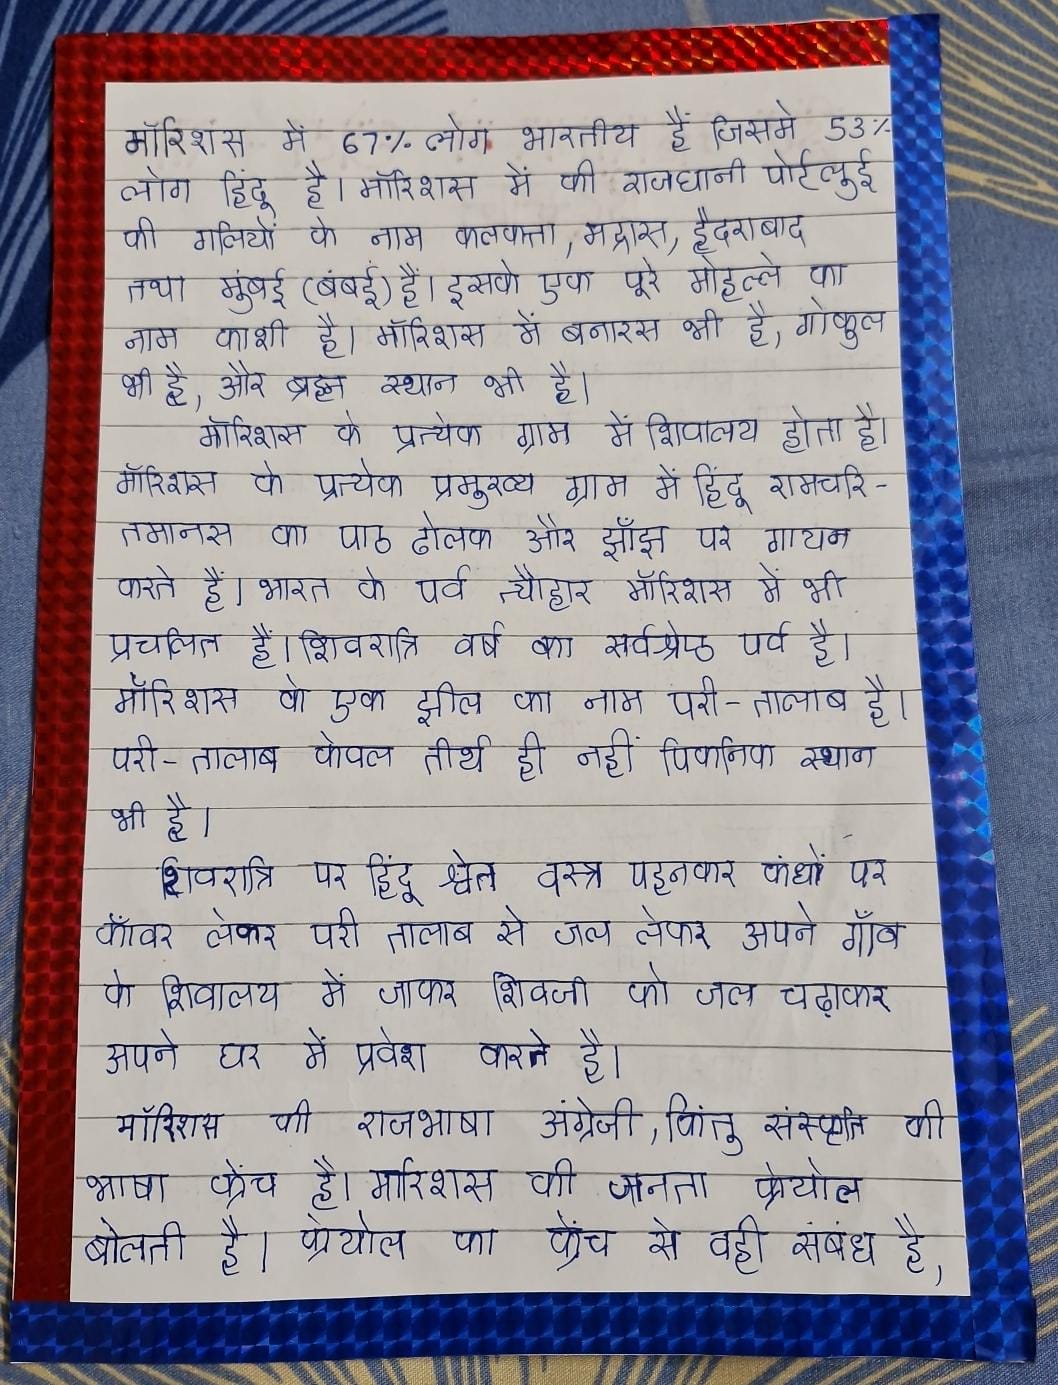 मॉरिशस में 67% लोग भारतीय हैं जिसमे 53%
लोग हिंदू है। मॉरिशस में की राजधानी पोर्टलुई
की गलियों के नाम कलकत्ता, मद्रास, हैदराबाद
तथा मुंबई (बंबई) हैं। इसके एक पूरे मोहल्ले का
नाम काशी है। मॉरिशस में बनारस भी है, गोकुल
भी है, और ब्रह्म स्थान भी है।
मॉरिशस के प्रत्येक ग्राम में शिवालय होता है।
मॉरिशस के प्रत्येक प्रमुख्य ग्राम में हिंदू रामचरि-
तमानस का पाठ ढोलक और झाँझ पर गायन
करते हैं। भारत के पर्व त्यौहार मॉरिशस में भी
प्रचलित हैं। शिवरात्रि वर्ष का सर्वश्रेष्ठ पर्व है।
मॉरिशस के एक झील का नाम परी-तालाब है।
परी-तालाब केवल तीर्थ ही नहीं पिकनिक स्थान
भी है।
शिवरात्रि पर हिंदू श्वेत वस्त्र पहनकर कंधों पर
काँवर लेकर परी तालाब से जल लेकर अपने गाँव
के शिवालय में जाकर शिवजी को जल चढ़ाकर
अपने घर में प्रवेश करते है।
मॉरिशस की राजभाषा अंग्रेजी, किंतु संस्कृति की
भाषा फ्रेंच है। मॉरिशस की जनता क्रेयोल
बोलती है। क्रेयोल का फ्रेंच से वही संबंध है,